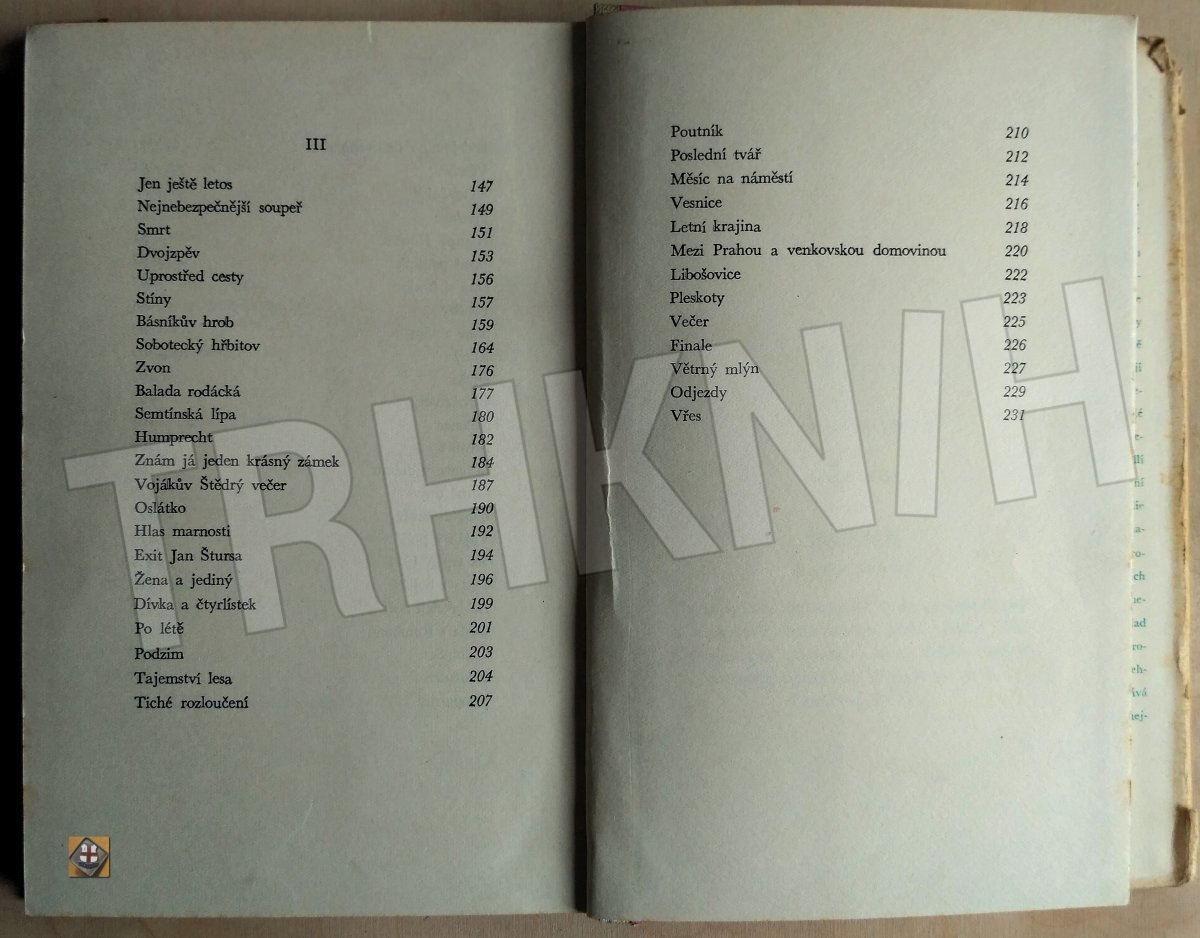 III
Jen ještě letos 147
Nejnebezpečnější soupeř 149
Smrt 151
Dvojzpěv 153
Uprostřed cesty 156
Stíny 157
Básníkův hrob 159
Sobotecký hřbitov 164
Zvon 176
Balada rodácká 177
Semtínská lípa 180
Humprecht 182
Znám já jeden krásný zámek 184
Vojákův Štědrý večer 187
Oslátko 190
Hlas marnosti 192
Exit Jan Štursa 194
Žena a jediný 196
Dívka a čtyrlístek 199
Po létě 201
Podzim 203
Tajemství lesa 204
Tiché rozloučení 207
Poutník 210
Poslední tvář 212
Měsíc na náměstí 214
Vesnice 216
Letní krajina 218
Mezi Prahou a venkovskou domovinou 220
Libošovice 222
Pleskoty 223
Večer 225
Finale 226
Větrný mlýn 227
Odjezdy 229
Vřes 231
TRHKNIH